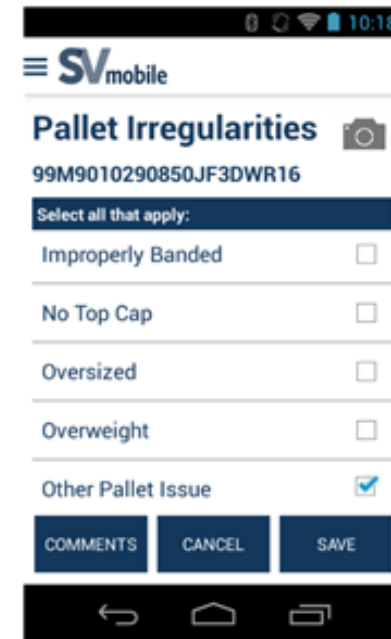 10:18
SVmobile
Pallet Irregularities
99M9010290850JF3DWR16
Select all that apply:
Improperly Banded
No Top Cap
Oversized
Overweight
Other Pallet Issue
COMMENTS CANCEL SAVE